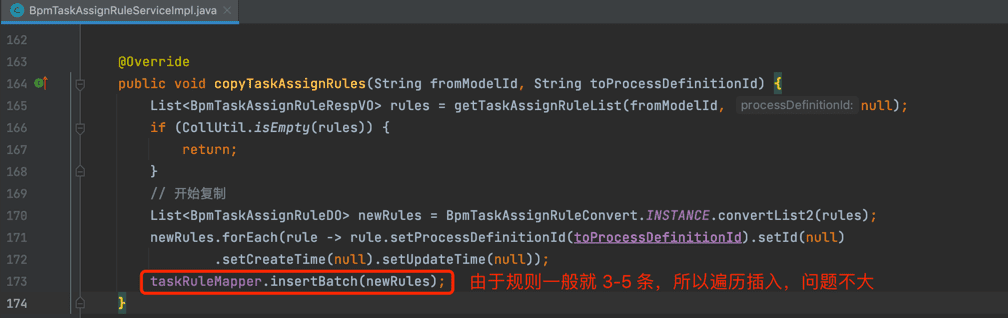 BpmTaskAssignRuleServiceImpl.java
162
163 @Override
164 public void copyTaskAssignRules(String fromModelId, String toProcessDefinitionId) {
165 List<BpmTaskAssignRuleRespVO> rules = getTaskAssignRuleList(fromModelId, processDefinitionId: null);
166 if (CollUtil.isEmpty(rules)) {
167 return;
168 }
169 // 开始复制
170 List<BpmTaskAssignRuleDO> newRules = BpmTaskAssignRuleConvert.INSTANCE.convertList2(rules);
171 newRules.forEach(rule -> rule.setProcessDefinitionId(toProcessDefinitionId).setId(null)
172 .setCreateTime(null).setUpdateTime(null));
173 taskRuleMapper.insertBatch(newRules); 由于规则一般就 3-5 条，所以遍历插入，问题不大
174 }